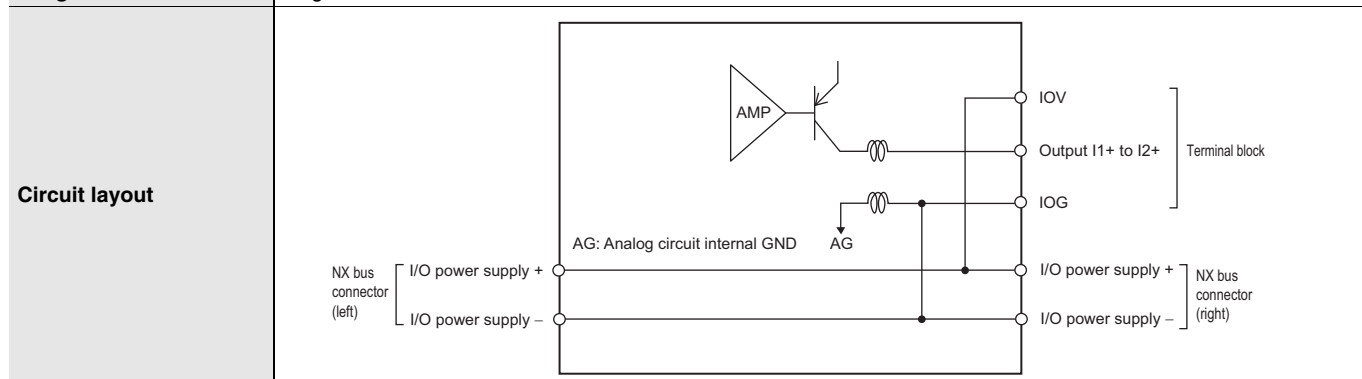 Circuit layout
AMP
IOV
Output I1+ to I2+
Terminal block
IOG
AG: Analog circuit internal GND
AG
NX bus
connector
(left)
I/O power supply +
I/O power supply –
I/O power supply +
I/O power supply –
NX bus
connector
(right)